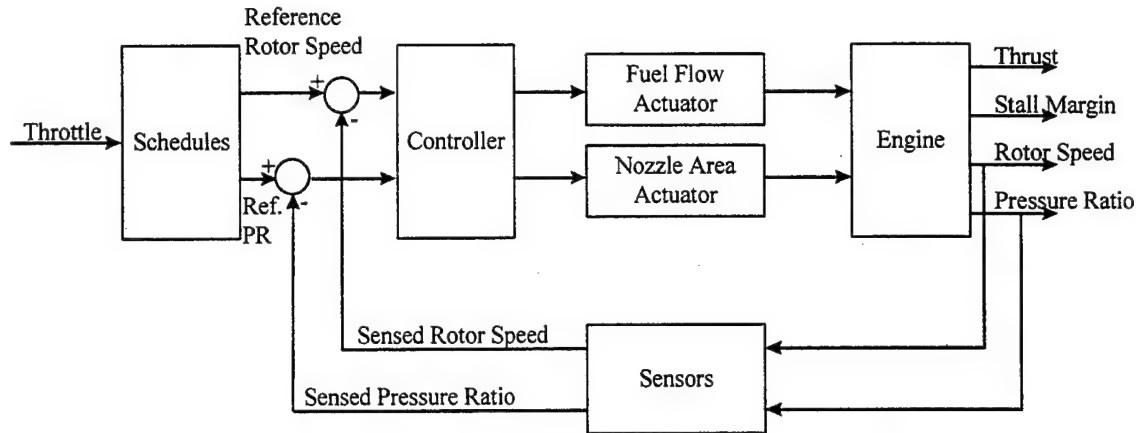 Reference
Rotor Speed
Throttle
Schedules
+
-
+
-
Ref.
PR
Controller
Fuel Flow
Actuator
Nozzle Area
Actuator
Engine
Thrust
Stall Margin
Rotor Speed
Pressure Ratio
Sensed Rotor Speed
Sensed Pressure Ratio
Sensors